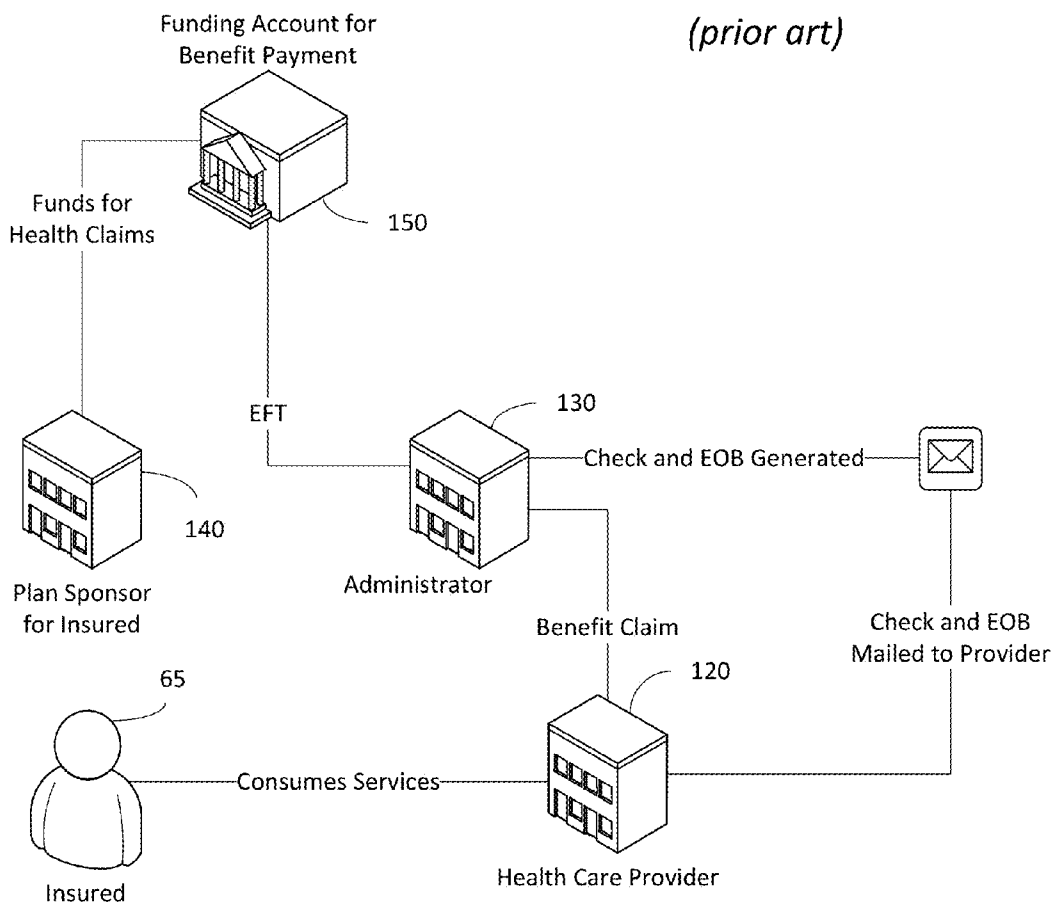 Funding Account for
Benefit Payment
(prior art)
Funds for
Health Claims
150
EFT
130
Check and EOB Generated
140
Plan Sponsor
for Insured
Administrator
Benefit Claim
Check and EOB
Mailed to Provider
65
120
Consumes Services
Insured
Health Care Provider